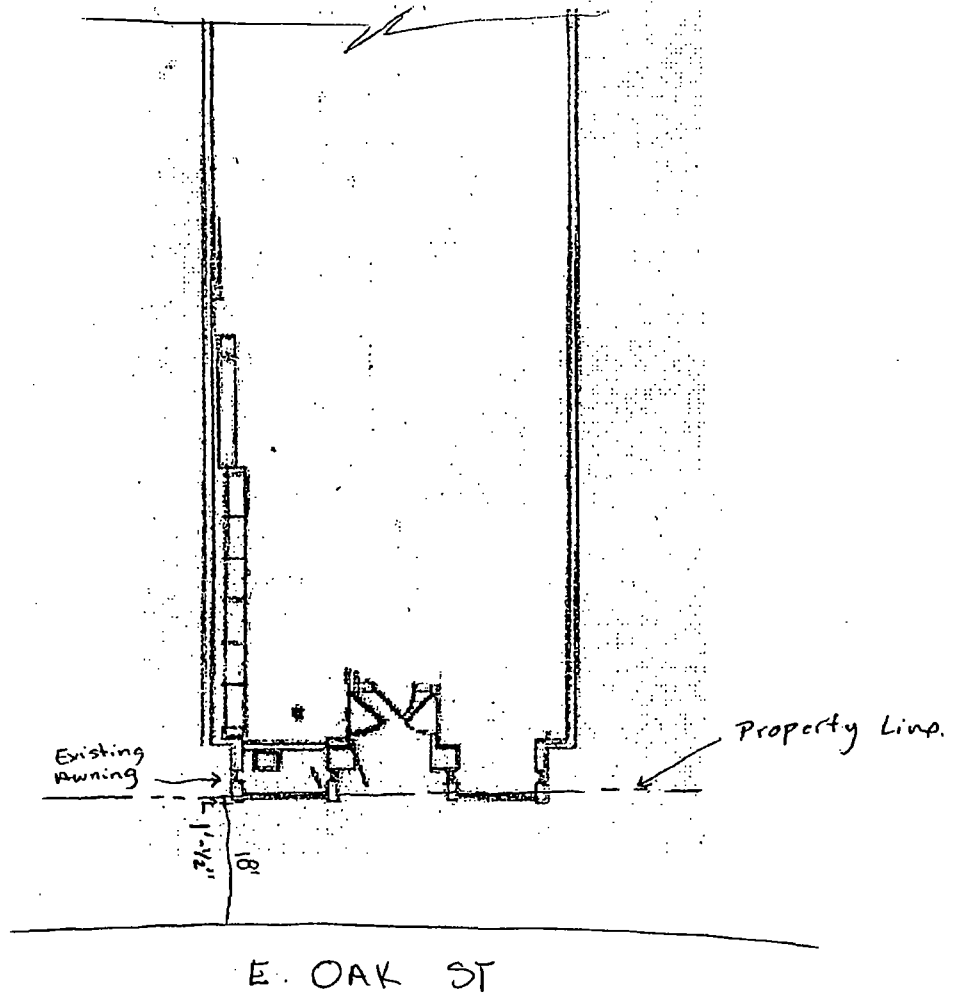 Property Line.
Existing
Awning
1'-1/2"
18'
E. OAK ST